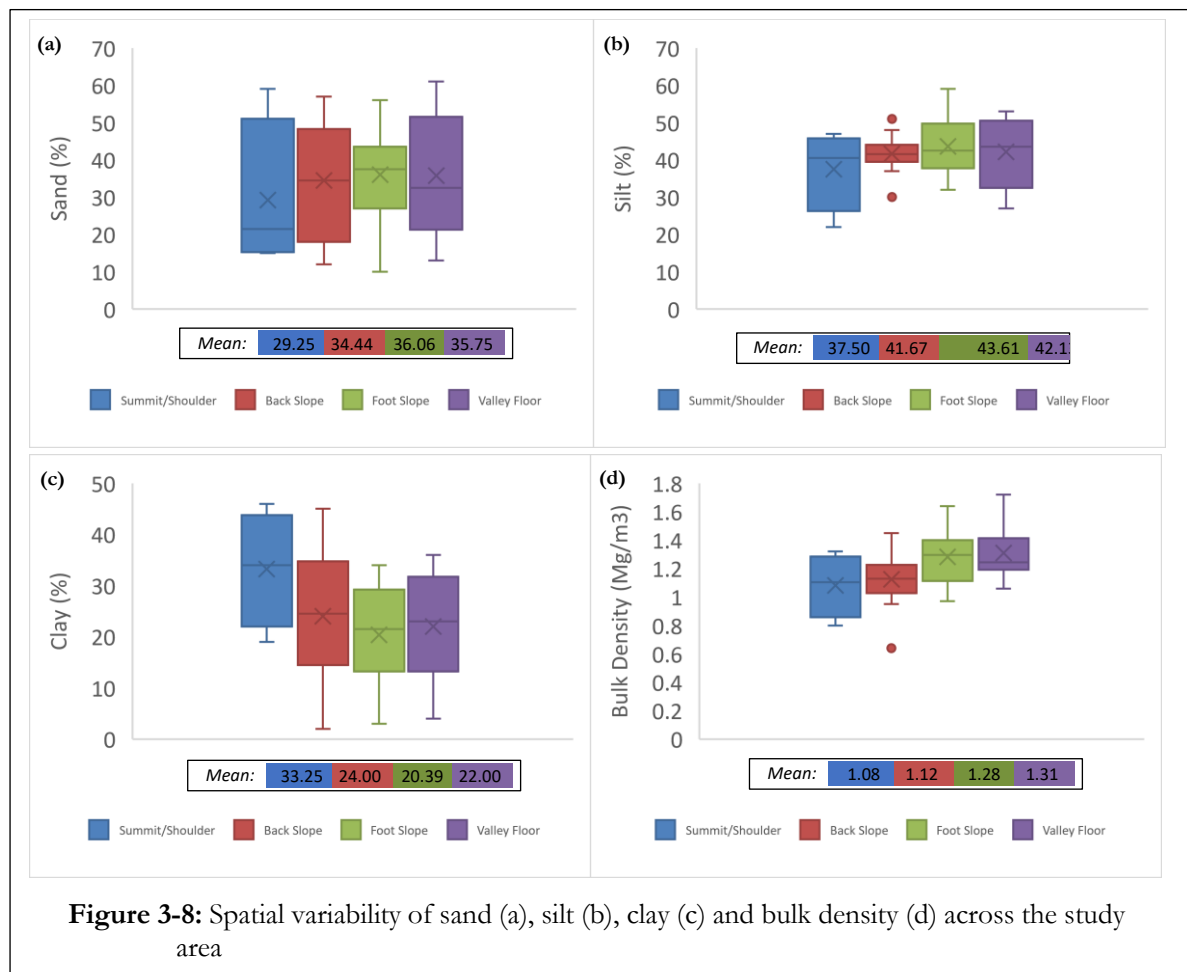 (a)
70
60
50
40
30
20
10
0
Sand (%)
Mean: 29.25 34.44 36.06 35.75
Summit/Shoulder Back Slope Foot Slope Valley Floor
(b)
70
60
50
40
30
20
10
0
Silt (%)
Mean: 37.50 41.67 43.61 42.1
Summit/Shoulder Back Slope Foot Slope Valley Floor
(c)
50
40
30
20
10
0
Clay (%)
Mean: 33.25 24.00 20.39 22.00
Summit/Shoulder Back Slope Foot Slope Valley Floor
(d)
1.8
1.6
1.4
1.2
1
0.8
0.6
0.4
0.2
0
Bulk Density (Mg/m3)
Mean: 1.08 1.12 1.28 1.31
Summit/Shoulder Back Slope Foot Slope Valley Floor
Figure 3-8: Spatial variability of sand (a), silt (b), clay (c) and bulk density (d) across the study
area